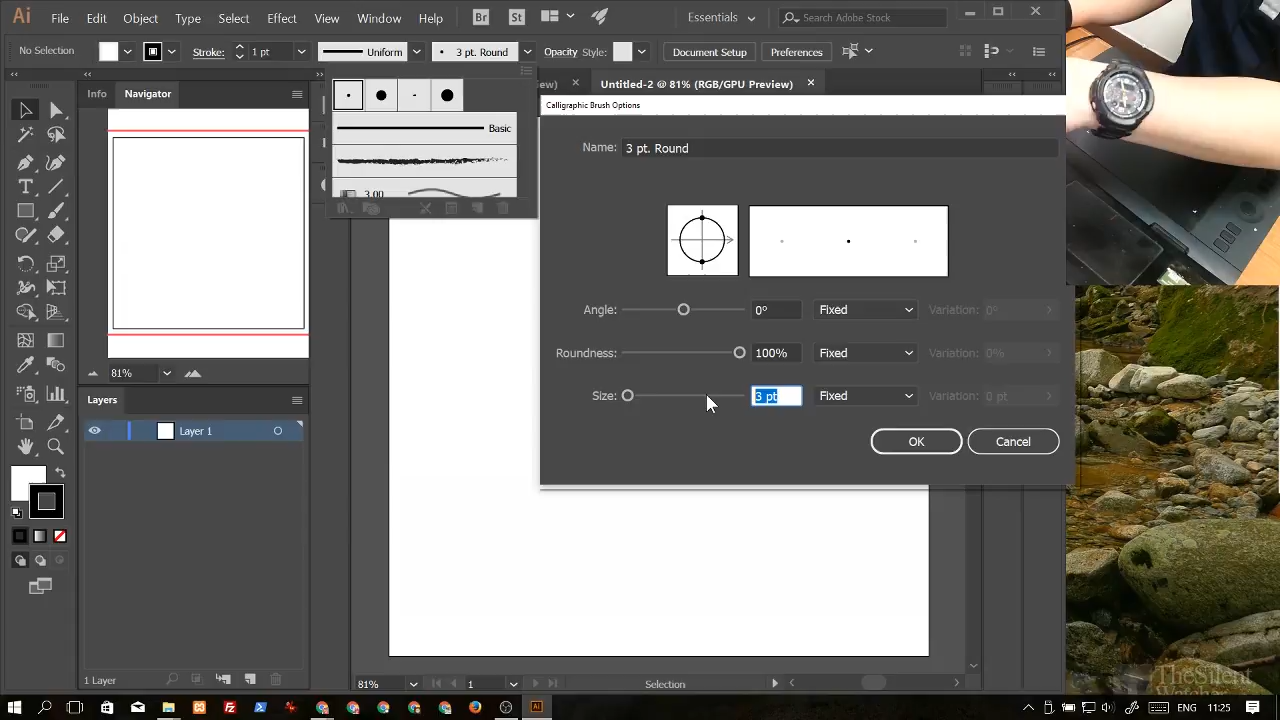 Ai File Edit Object Type Select Effect View Window Help Br St Essentials Search Adobe Stock
No Selection Stroke: 1 pt Uniform 3 pt. Round Opacity Style: Document Setup Preferences
Info Navigator
Untitled-2 @ 81% (RGB/GPU Preview)
Calligraphic Brush Options
Basic
3.00
Name: 3 pt. Round
Angle: 0° Fixed Variation: 0°
Roundness: 100% Fixed Variation: 0%
Size: 3 pt Fixed Variation: 0 pt
OK Cancel
81%
Layers
Layer 1
1 Layer
81% 1 Selection
TheSilent
Watcher
ENG 11:25